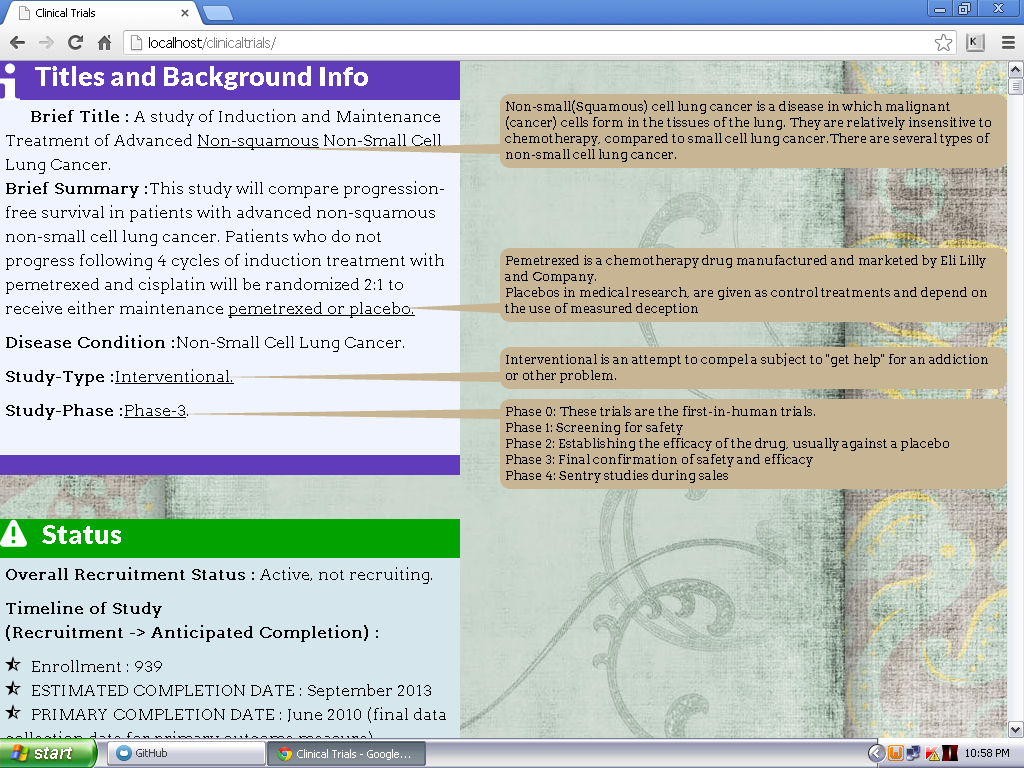 Clinical Trials
localhost/clinicaltrials/
K
Titles and Background Info
Brief Title : A study of Induction and Maintenance
Treatment of Advanced Non-squamous Non-Small Cell
Lung Cancer.
Brief Summary :This study will compare progression-
free survival in patients with advanced non-squamous
non-small cell lung cancer. Patients who do not
progress following 4 cycles of induction treatment with
pemetrexed and cisplatin will be randomized 2:1 to
receive either maintenance pemetrexed or placebo.
Disease Condition :Non-Small Cell Lung Cancer.
Study-Type :Interventional.
Study-Phase :Phase-3.
Non-small(Squamous) cell lung cancer is a disease in which malignant
(cancer) cells form in the tissues of the lung. They are relatively insensitive to
chemotherapy, compared to small cell lung cancer.There are several types of
non-small cell lung cancer.
Pemetrexed is a chemotherapy drug manufactured and marketed by Eli Lilly
and Company.
Placebos in medical research, are given as control treatments and depend on
the use of measured deception
Interventional is an attempt to compel a subject to "get help" for an addiction
or other problem.
Phase 0: These trials are the first-in-human trials.
Phase 1: Screening for safety
Phase 2: Establishing the efficacy of the drug, usually against a placebo
Phase 3: Final confirmation of safety and efficacy
Phase 4: Sentry studies during sales
Status
Overall Recruitment Status : Active, not recruiting.
Timeline of Study
(Recruitment -> Anticipated Completion) :
Enrollment : 939
ESTIMATED COMPLETION DATE : September 2013
PRIMARY COMPLETION DATE : June 2010 (final data
collection date for primary outcome measure)
start
GitHub
Clinical Trials - Google...
10:58 PM